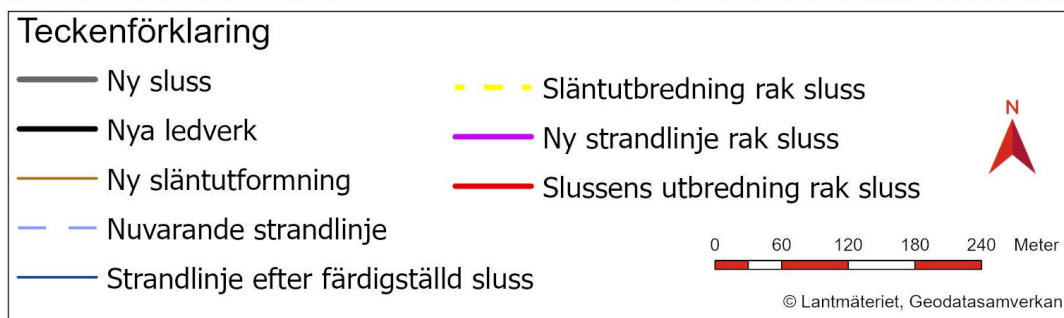 Teckenförklaring
Ny sluss
Nya ledverk
Ny släntutformning
Nuvarande strandlinje
Strandlinje efter färdigställd sluss
Släntutbredning rak sluss
Ny strandlinje rak sluss
Slussens utbredning rak sluss
N
0 60 120 180 240 Meter
© Lantmäteriet, Geodatasamverkan